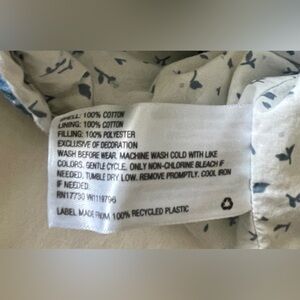 SHELL: 100% COTTON
LINING: 100% COTTON
FILLING: 100% POLYESTER
EXCLUSIVE OF DECORATION
WASH BEFORE WEAR. MACHINE WASH COLD WITH LIKE
COLORS, GENTLE CYCLE, ONLY NON-CHLORINE BLEACH IF
NEEDED, TUMBLE DRY LOW. REMOVE PROMPTLY. COOL IRON
IF NEEDED.
RN17730
LABEL MADE FROM 100% RECYCLED PLASTIC